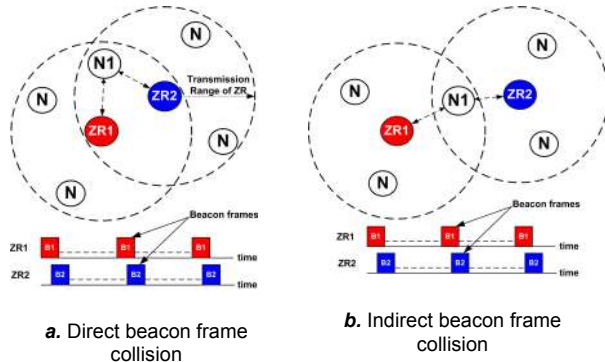 N
N1
N
Transmission
Range of ZR
ZR2
ZR1
N
N
Beacon frames
ZR1
B1
B1
B1
time
ZR2
B2
B2
B2
time
a. Direct beacon frame
collision
N
N
N1
ZR2
ZR1
N
N
Beacon frames
ZR1
B1
B1
B1
time
ZR2
B2
B2
B2
time
b. Indirect beacon frame
collision